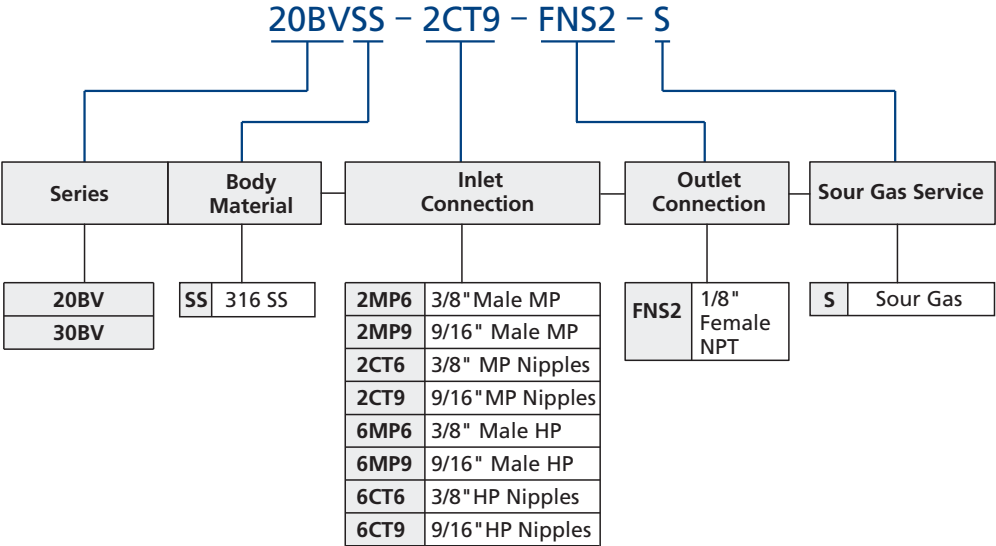 20BVSS – 2CT9 – FNS2 – S
Series
Body
Material
Inlet
Connection
Outlet
Connection
Sour Gas Service
20BV
30BV
SS 316 SS
2MP6 3/8"Male MP
2MP9 9/16" Male MP
2CT6 3/8" MP Nipples
2CT9 9/16"MP Nipples
6MP6 3/8" Male HP
6MP9 9/16" Male HP
6CT6 3/8"HP Nipples
6CT9 9/16"HP Nipples
FNS2 1/8"
Female
NPT
S Sour Gas